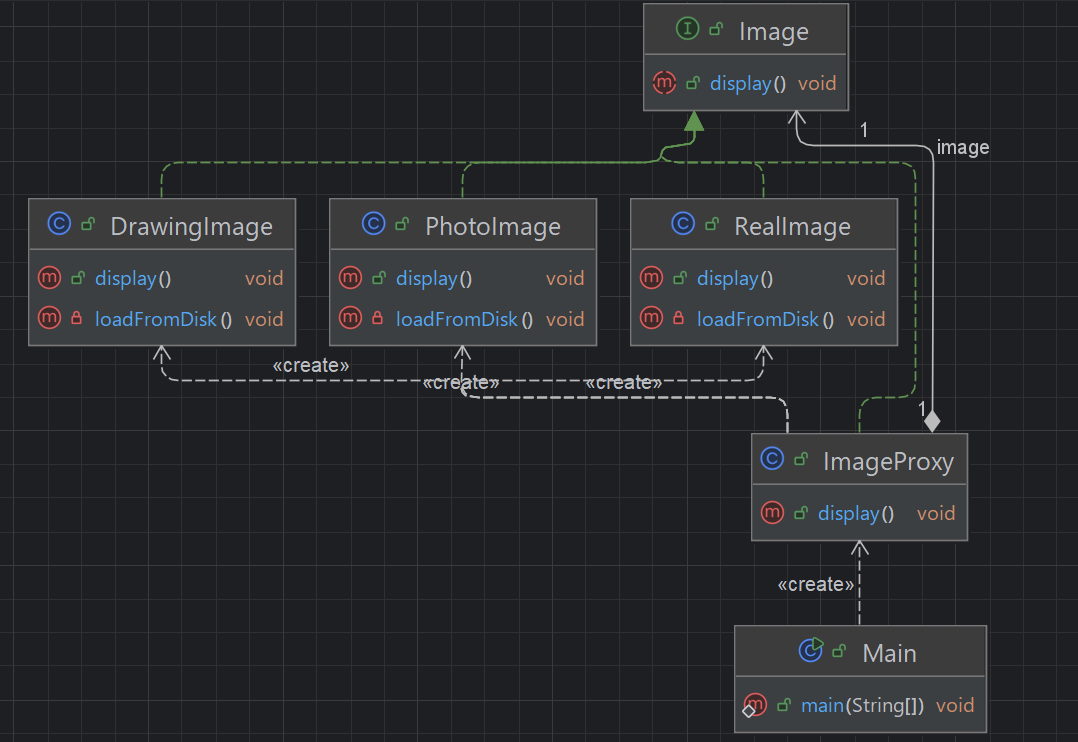 Image
display() void
1
image
DrawingImage
display() void
loadFromDisk() void
PhotoImage
display() void
loadFromDisk() void
RealImage
display() void
loadFromDisk() void
«create»
«create»
«create»
1
ImageProxy
display() void
«create»
Main
main(String[]) void